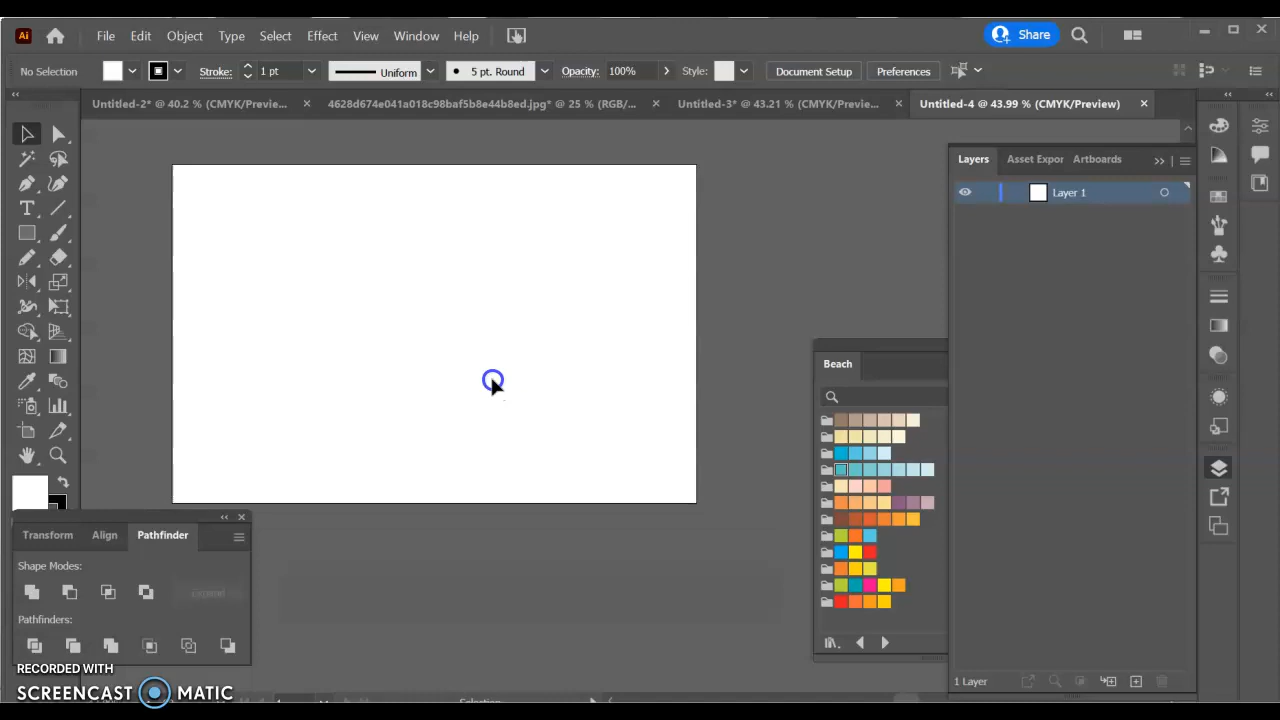 Ai File Edit Object Type Select Effect View Window Help Share
No Selection Stroke: 1 pt Uniform 5 pt. Round Opacity: 100% Style: Document Setup Preferences
Untitled-2* @ 40.2 % (CMYK/Preview... 4628d674e041a018c98baf5b8e44b8ed.jpg* @ 25 % (RGB/... Untitled-3* @ 43.21 % (CMYK/Preview... Untitled-4 @ 43.99 % (CMYK/Preview)
Layers Asset Expor Artboards
Layer 1
Beach
Transform Align Pathfinder
Shape Modes:
Expand
Pathfinders:
RECORDED WITH
SCREENCAST MATIC
1 Layer
Selection